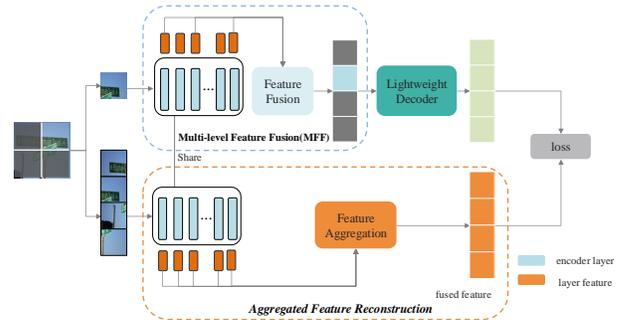 Feature
Fusion
Lightweight
Decoder
Multi-level Feature Fusion(MFF)
Share
loss
Feature
Aggregation
encoder layer
layer feature
fused feature
Aggregated Feature Reconstruction